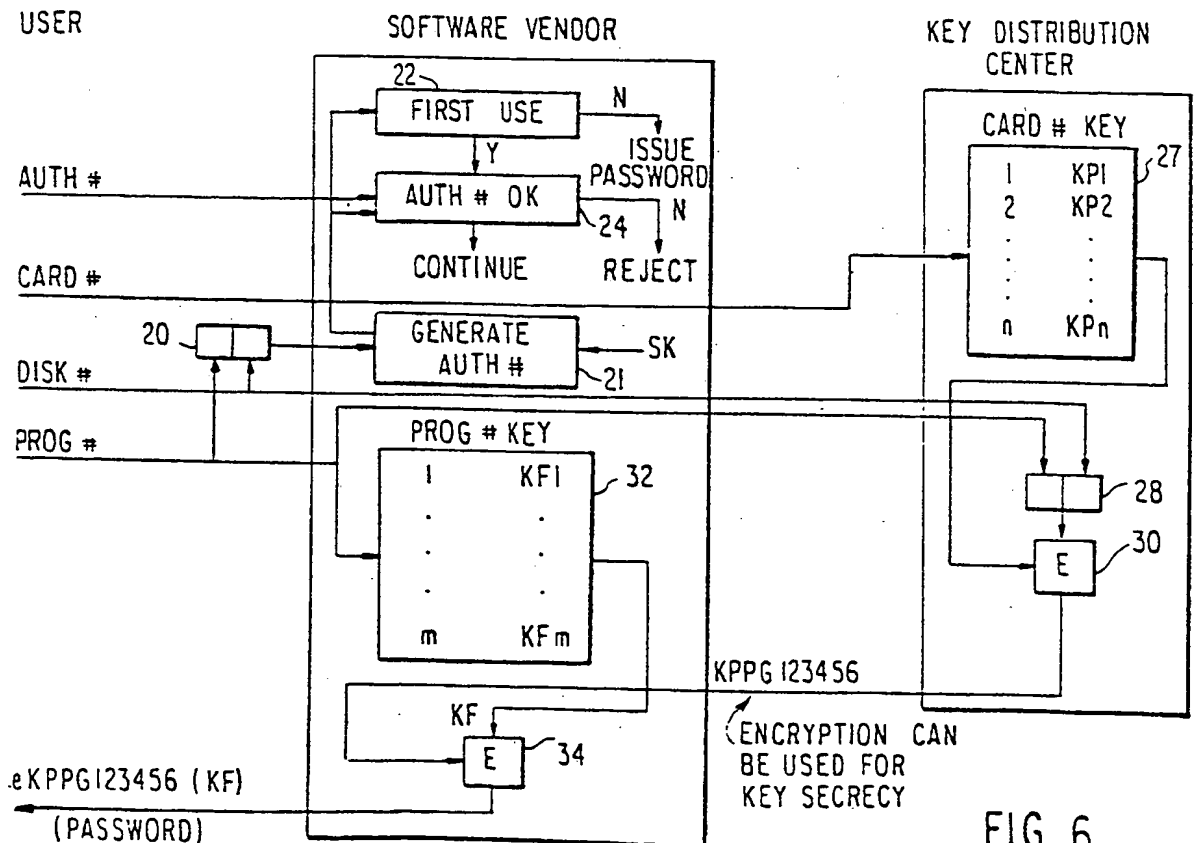 USER
SOFTWARE VENDOR
KEY DISTRIBUTION
CENTER
22
FIRST USE
N
ISSUE
PASSWORD
Y
AUTH #
AUTH # OK
24
N
CONTINUE
REJECT
CARD # KEY
27
1 KP1
2 KP2
n KPn
CARD #
20
GENERATE
AUTH #
SK
21
DISK #
PROG #
PROG # KEY
32
1 KF1
m KFm
28
E
30
KPPG123456
ENCRYPTION CAN
BE USED FOR
KEY SECRECY
KF
E
34
.eKPPG123456 (KF)
(PASSWORD)
FIG 6